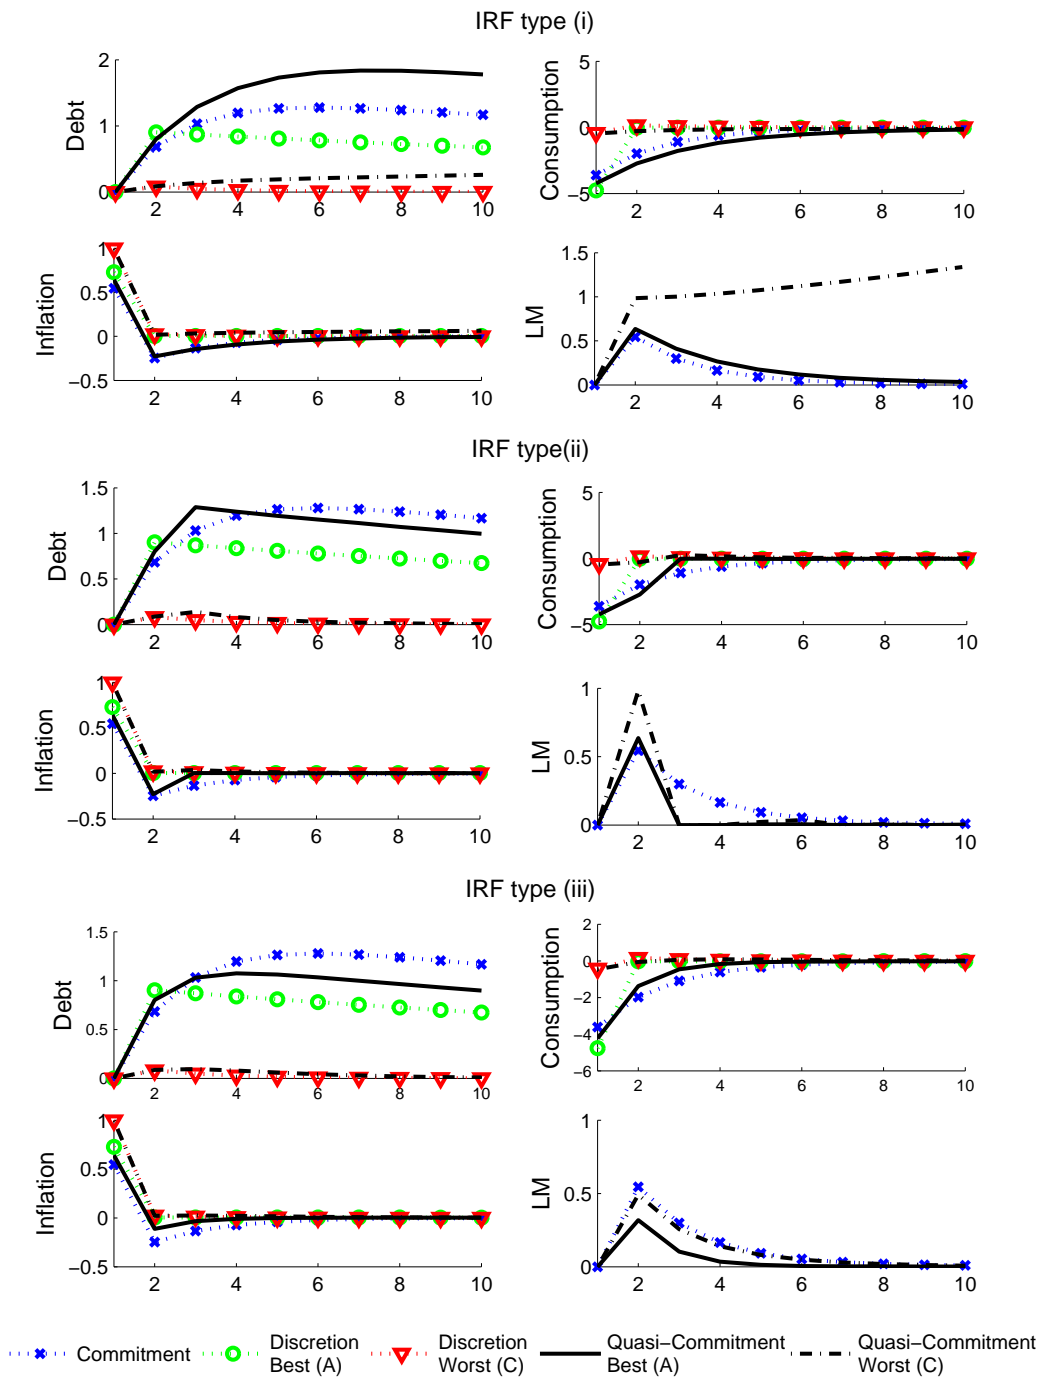 IRF type (i)
Debt
2
1
0
2 4 6 8 10
Consumption
5
0
−5
2 4 6 8 10
Inflation
1
0.5
0
−0.5
2 4 6 8 10
LM
1.5
1
0.5
0
2 4 6 8 10
IRF type(ii)
Debt
1.5
1
0.5
0
2 4 6 8 10
Consumption
5
0
−5
2 4 6 8 10
Inflation
1
0.5
0
−0.5
2 4 6 8 10
LM
1
0.5
0
2 4 6 8 10
IRF type (iii)
Debt
1.5
1
0.5
0
2 4 6 8 10
Consumption
2
0
−2
−4
−6
2 4 6 8 10
Inflation
1
0.5
0
−0.5
2 4 6 8 10
LM
1
0.5
0
2 4 6 8 10
Commitment
Discretion
Best (A)
Discretion
Worst (C)
Quasi−Commitment
Best (A)
Quasi−Commitment
Worst (C)